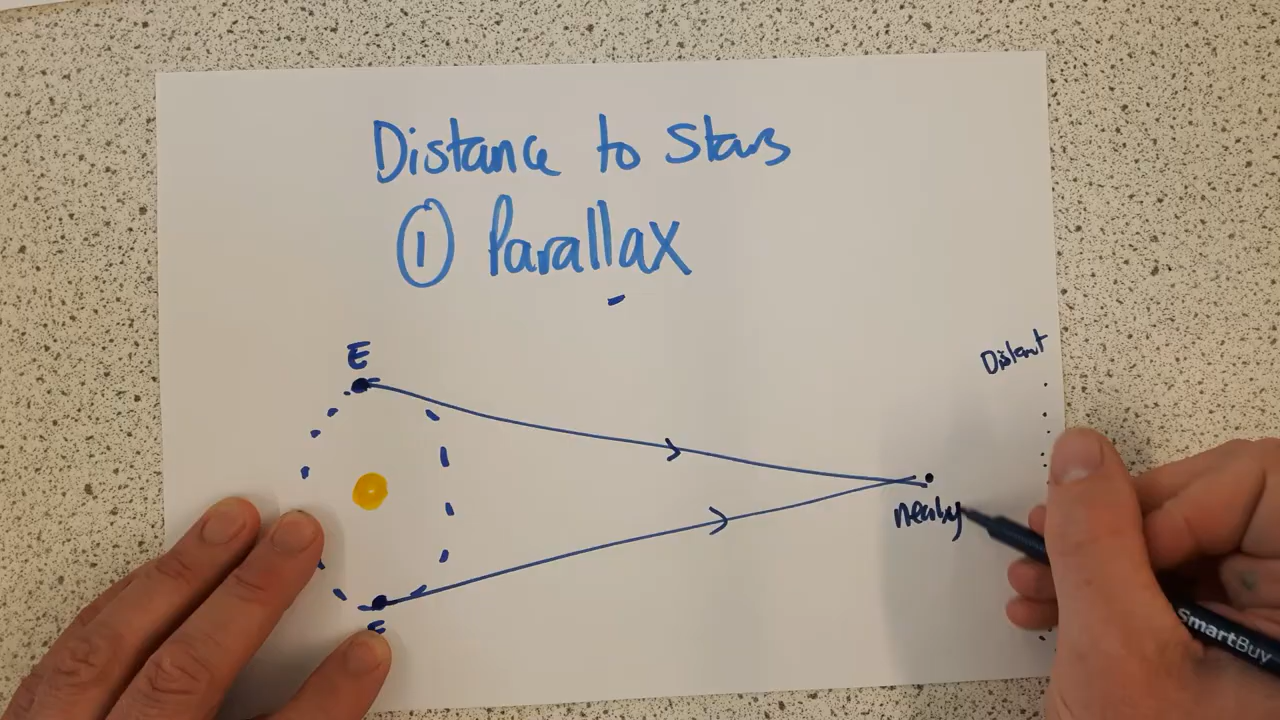 Distance to Stars
① Parallax
E
Distant
nearby
E
SmartBuy